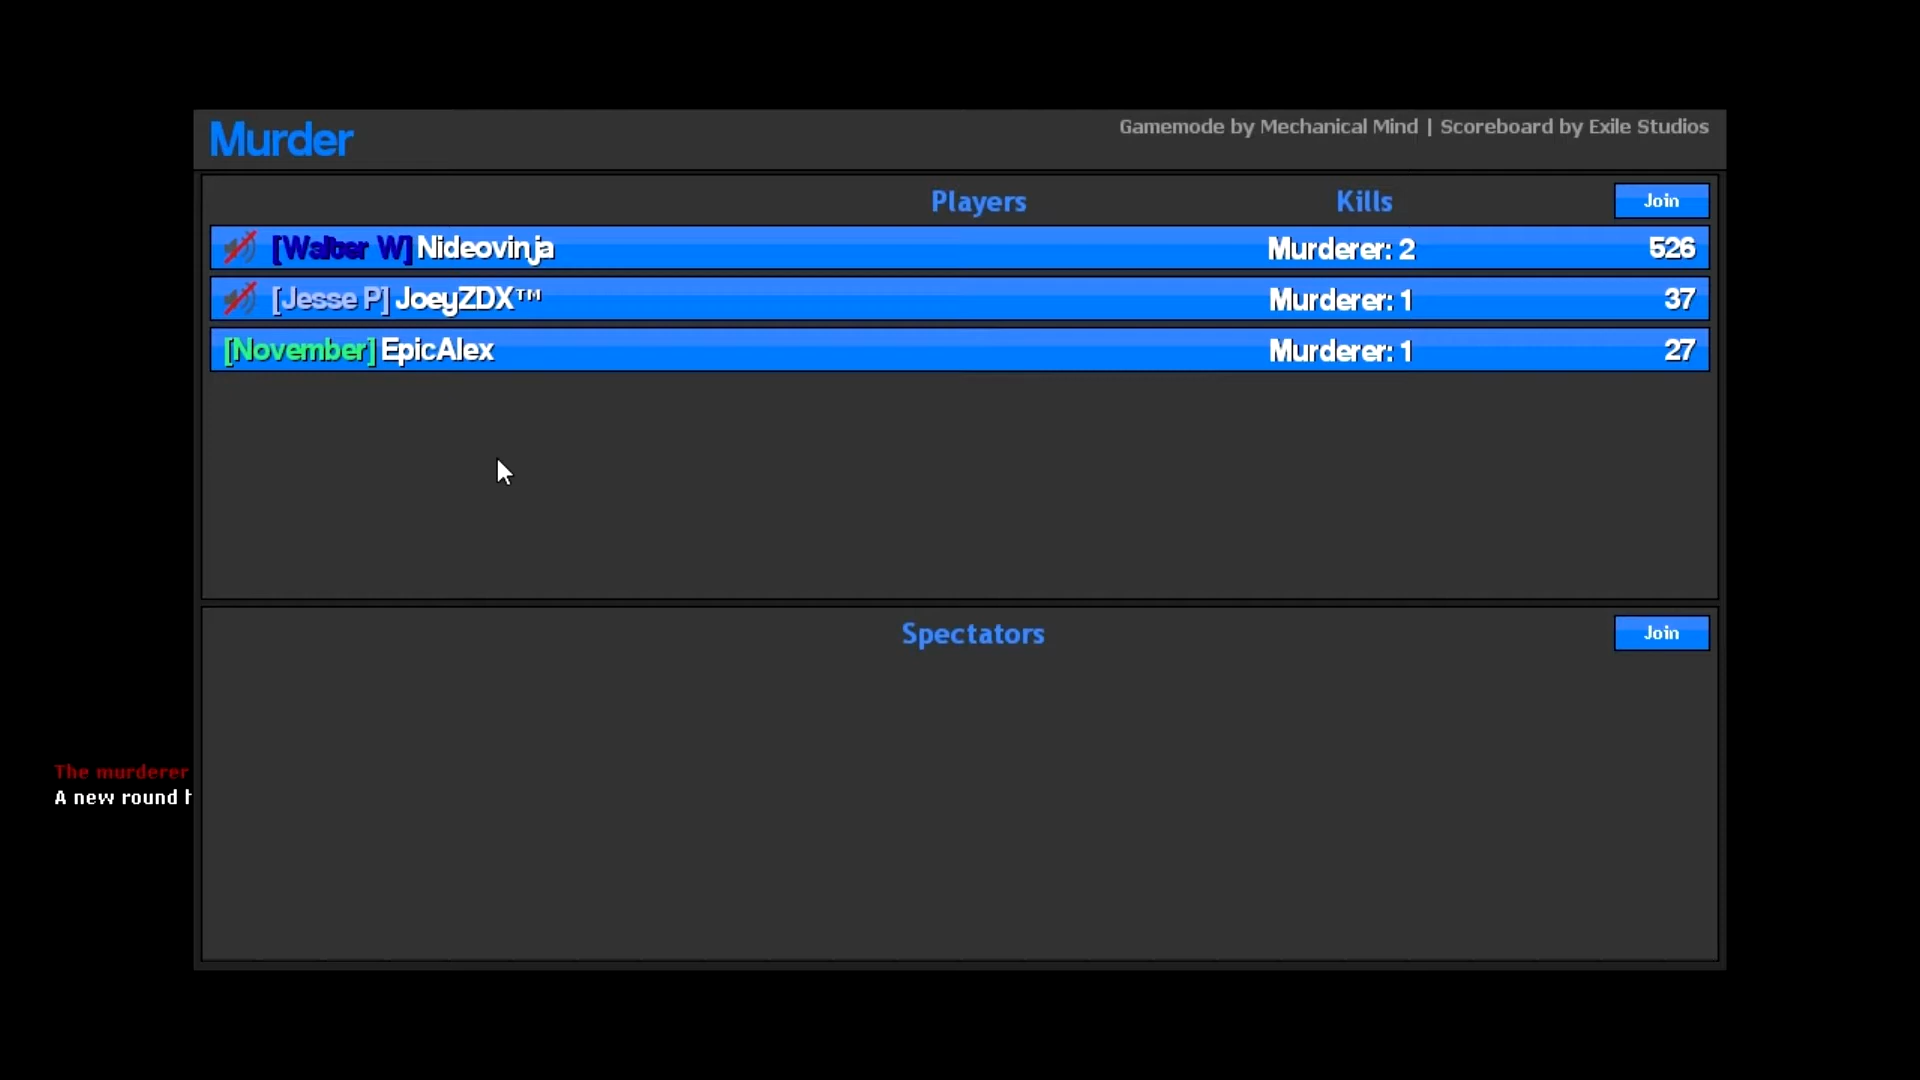 Murder
Gamemode by Mechanical Mind | Scoreboard by Exile Studios
Players Kills Join
[Walter W] Nideovinja Murderer: 2 526
[Jesse P] JoeyZDX™ Murderer: 1 37
[November] EpicAlex Murderer: 1 27
Spectators Join
The murderer
A new round h